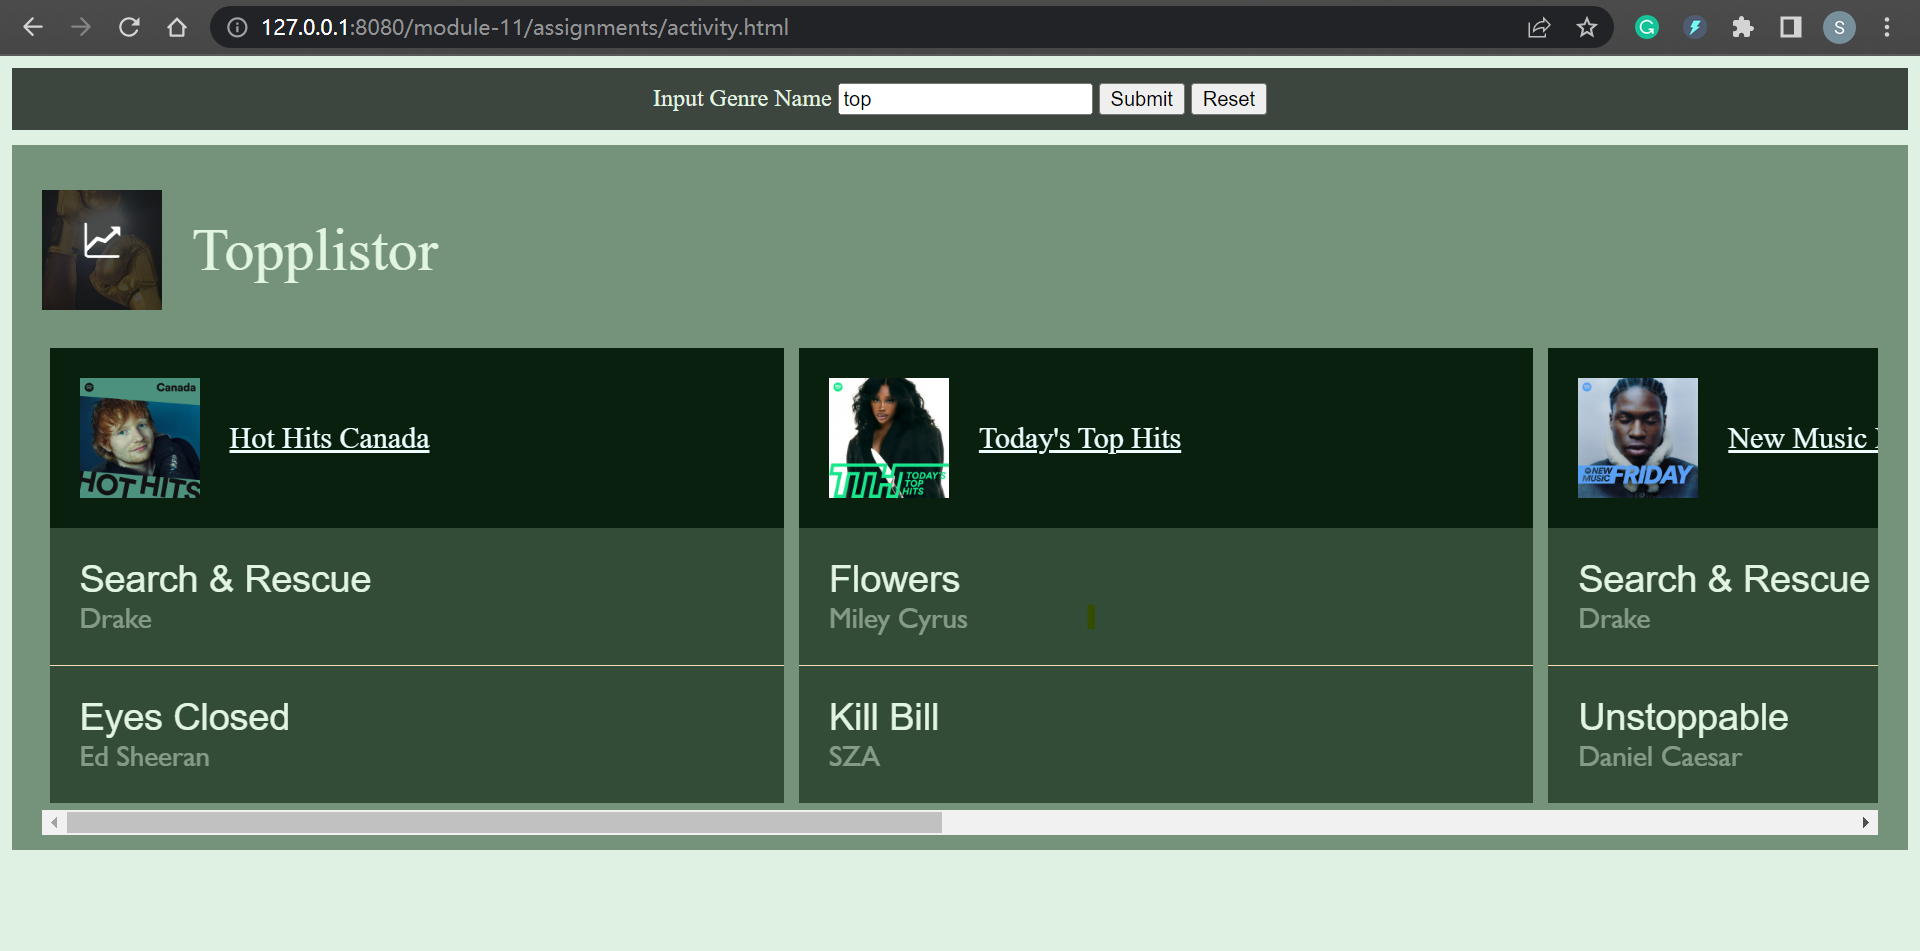 127.0.0.1:8080/module-11/assignments/activity.html
S
Input Genre Name top Submit Reset
Topplistor
Canada
HOT HITS
Hot Hits Canada
TTH TODAY'S TOP HITS
Today's Top Hits
NEW MUSIC FRIDAY
New Music
Search & Rescue
Drake
Eyes Closed
Ed Sheeran
Flowers
Miley Cyrus
Kill Bill
SZA
Search & Rescue
Drake
Unstoppable
Daniel Caesar